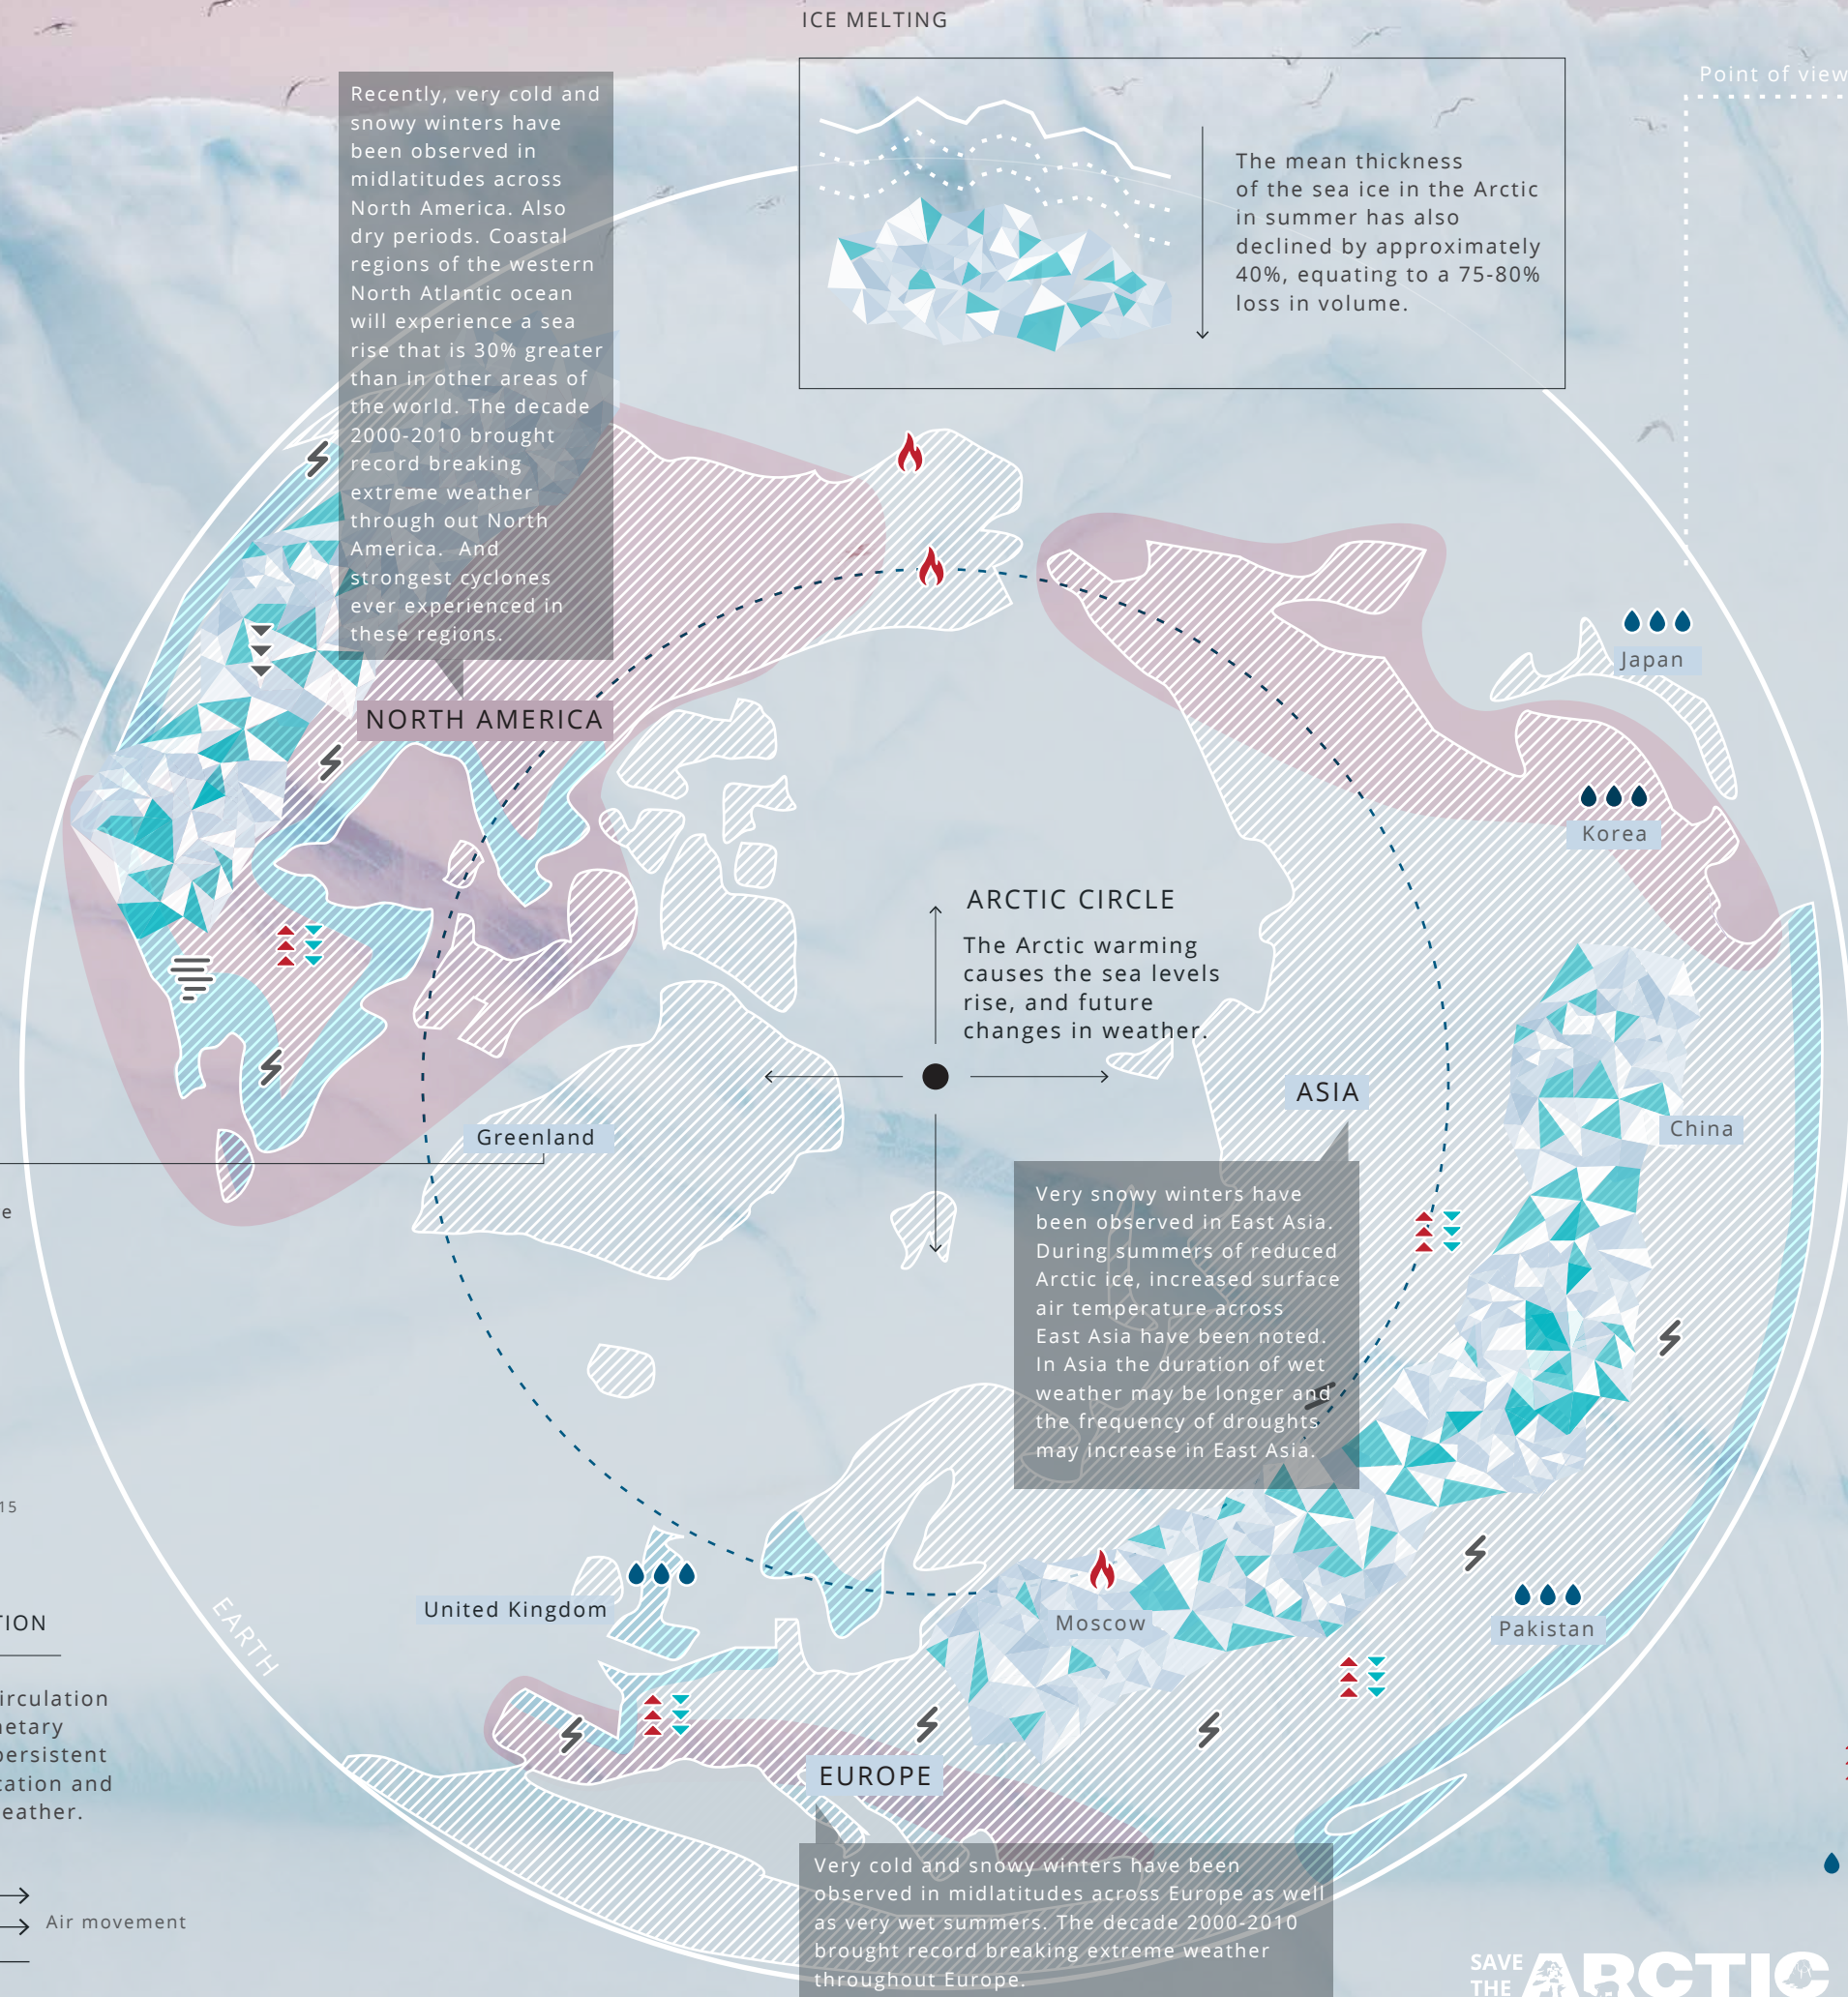 ICE MELTING
Point of view
Recently, very cold and
snowy winters have
been observed in
midlatitudes across
North America. Also
dry periods. Coastal
regions of the western
North Atlantic ocean
will experience a sea
rise that is 30% greater
than in other areas of
the world. The decade
2000-2010 brought
record breaking
extreme weather
through out North
America. And
strongest cyclones
ever experienced in
these regions.
The mean thickness
of the sea ice in the Arctic
in summer has also
declined by approximately
40%, equating to a 75-80%
loss in volume.
NORTH AMERICA
Japan
Korea
ARCTIC CIRCLE
The Arctic warming
causes the sea levels
rise, and future
changes in weather.
ASIA
China
Greenland
Very snowy winters have
been observed in East Asia.
During summers of reduced
Arctic ice, increased surface
air temperature across
East Asia have been noted.
In Asia the duration of wet
weather may be longer and
the frequency of droughts
may increase in East Asia.
e
15
United Kingdom
Moscow
Pakistan
EARTH
TION
irculation
netary
persistent
cation and
eather.
Air movement
EUROPE
Very cold and snowy winters have been
observed in midlatitudes across Europe as well
as very wet summers. The decade 2000-2010
brought record breaking extreme weather
throughout Europe.
SAVE
THE
ARCTIC